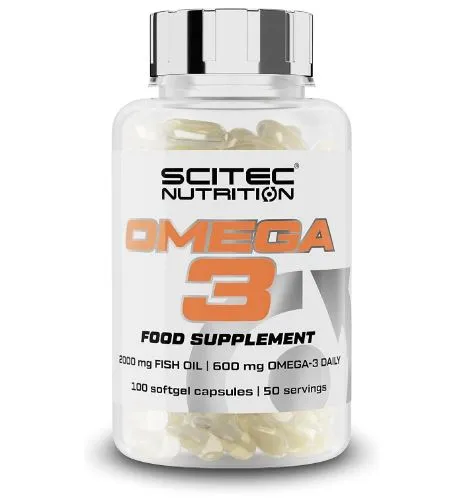 SCITEC®
NUTRITION
OMEGA
3
FOOD SUPPLEMENT
2000 mg FISH OIL | 600 mg OMEGA-3 DAILY
100 softgel capsules | 50 servings